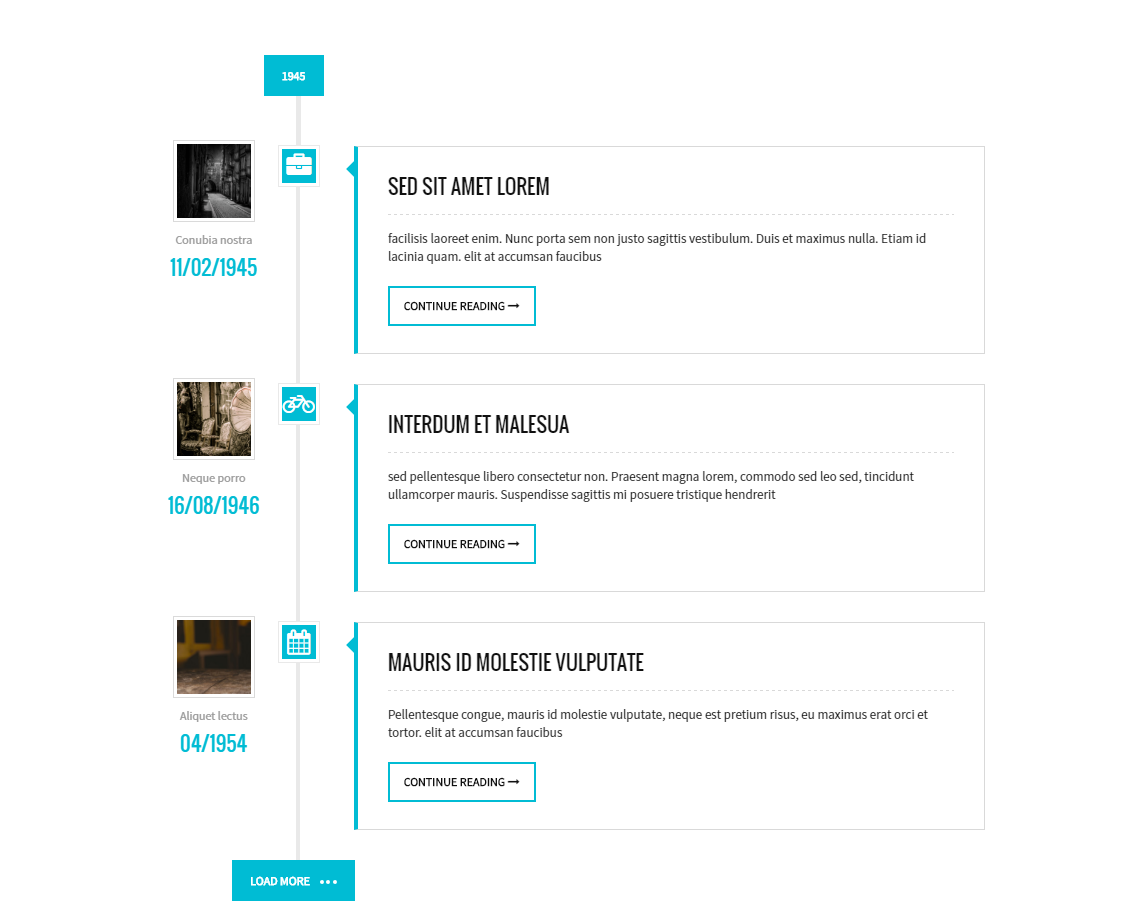 1945
Conubia nostra
11/02/1945
SED SIT AMET LOREM
facilisis laoreet enim. Nunc porta sem non justo sagittis vestibulum. Duis et maximus nulla. Etiam id
lacinia quam. elit at accumsan faucibus
CONTINUE READING →
Neque porro
16/08/1946
INTERDUM ET MALESUA
sed pellentesque libero consectetur non. Praesent magna lorem, commodo sed leo sed, tincidunt
ullamcorper mauris. Suspendisse sagittis mi posuere tristique hendrerit
CONTINUE READING →
Aliquet lectus
04/1954
MAURIS ID MOLESTIE VULPUTATE
Pellentesque congue, mauris id molestie vulputate, neque est pretium risus, eu maximus erat orci et
tortor. elit at accumsan faucibus
CONTINUE READING →
LOAD MORE •••